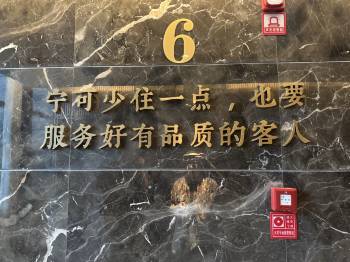 6
宁可少住一点，也要
服务好有品质的客人